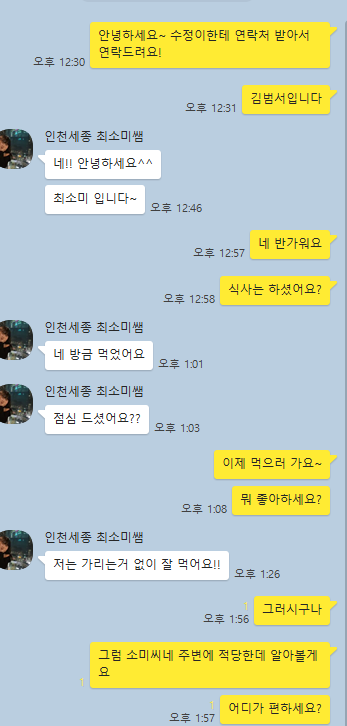 안녕하세요~ 수정이한테 연락처 받아서
연락드려요!
오후 12:30
김범서입니다
오후 12:31
인천세종 최소미쌤
네!! 안녕하세요^^
최소미 입니다~
오후 12:46
네 반가워요
오후 12:57
식사는 하셨어요?
오후 12:58
인천세종 최소미쌤
네 방금 먹었어요
오후 1:01
인천세종 최소미쌤
점심 드셨어요??
오후 1:03
이제 먹으러 가요~
뭐 좋아하세요?
오후 1:08
인천세종 최소미쌤
저는 가리는거 없이 잘 먹어요!!
오후 1:26
그러시구나
오후 1:56
그럼 소미씨네 주변에 적당한데 알아볼게
요
어디가 편하세요?
오후 1:57